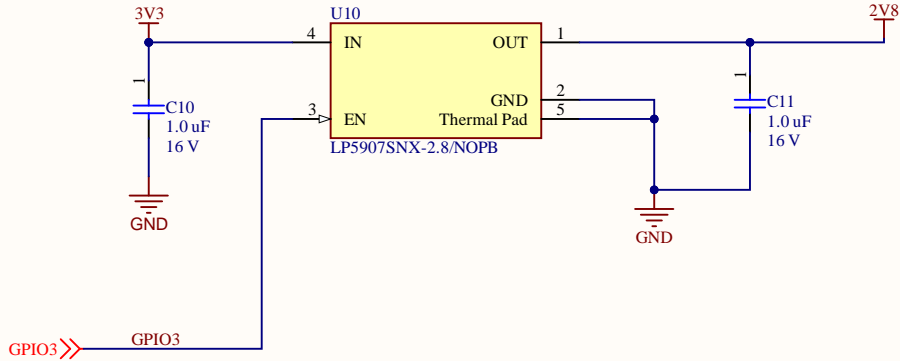 3V3
U10
2V8
4
IN
OUT
1
1
C10
1.0 uF
16 V
3
EN
GND
2
Thermal Pad
5
1
C11
1.0 uF
16 V
LP5907SNX-2.8/NOPB
GND
GND
GPIO3
GPIO3